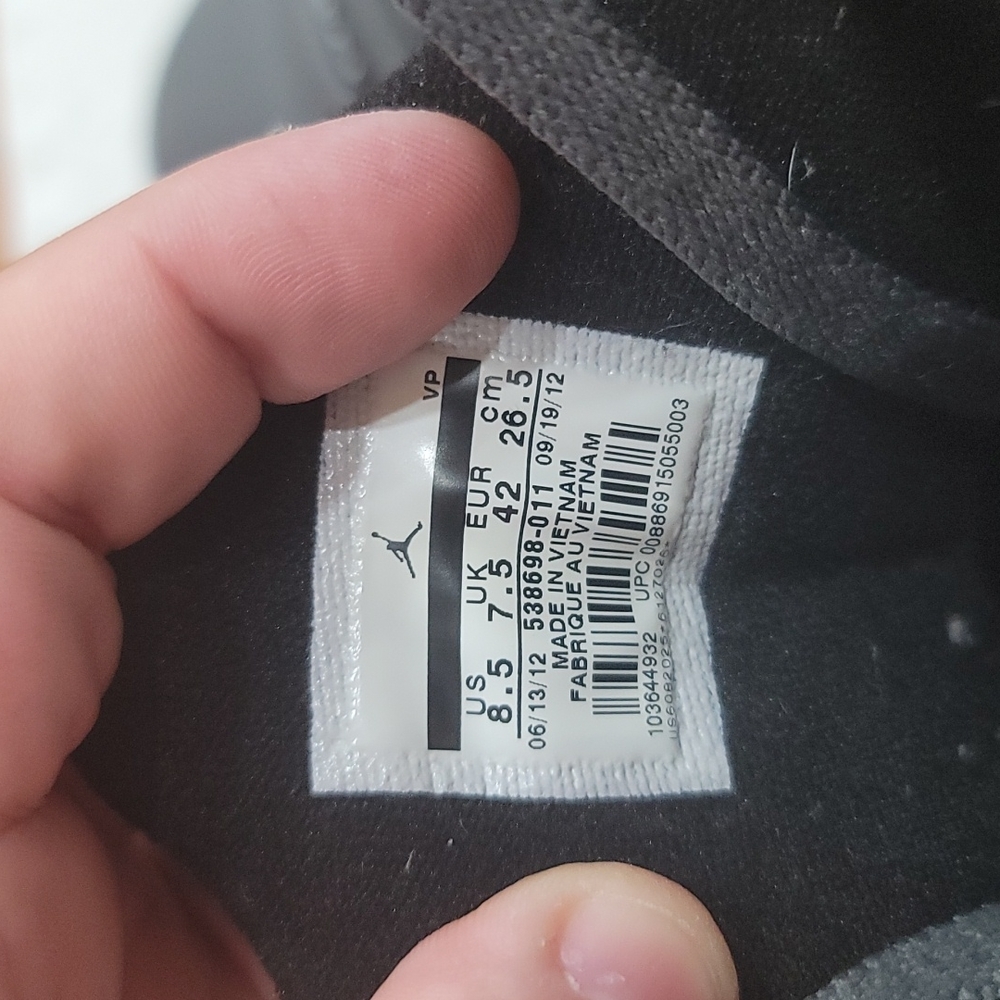 VP
US UK EUR cm
8.5 7.5 42 26.5
06/13/12 538698-011 09/19/12
MADE IN VIETNAM
FABRIQUE AU VIETNAM
103644932 UPC 00886915055003